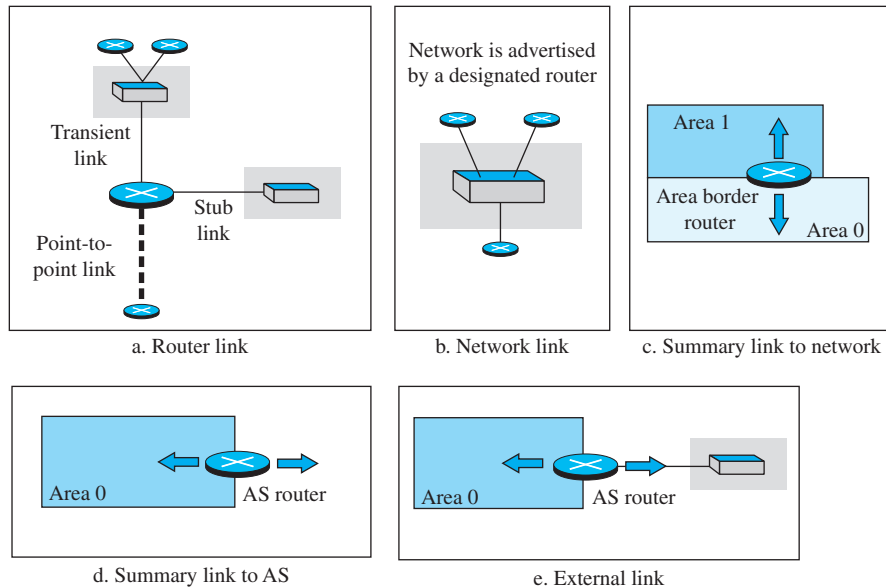 Transient
link
Stub
link
Point-to-
point link
a. Router link
Network is advertised
by a designated router
b. Network link
Area 1
Area border
router
Area 0
c. Summary link to network
Area 0
AS router
d. Summary link to AS
Area 0
AS router
e. External link